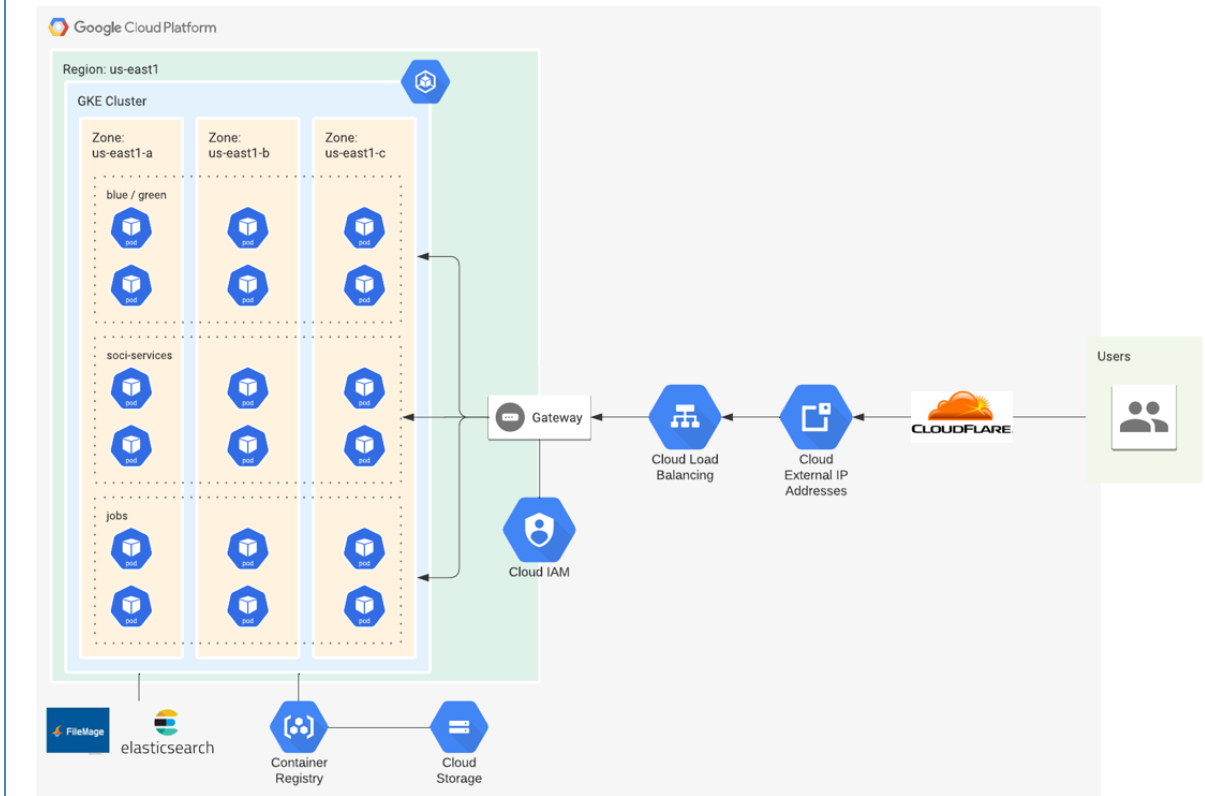 Google Cloud Platform
Region: us-east1
GKE Cluster
Zone:
us-east1-a
Zone:
us-east1-b
Zone:
us-east1-c
blue / green
pod
pod
pod
pod
pod
pod
soci-services
pod
pod
pod
pod
pod
pod
jobs
pod
pod
pod
pod
pod
pod
Gateway
Cloud IAM
Cloud Load
Balancing
Cloud
External IP
Addresses
CLOUDFLARE
Users
FileMage
elasticsearch
Container
Registry
Cloud
Storage